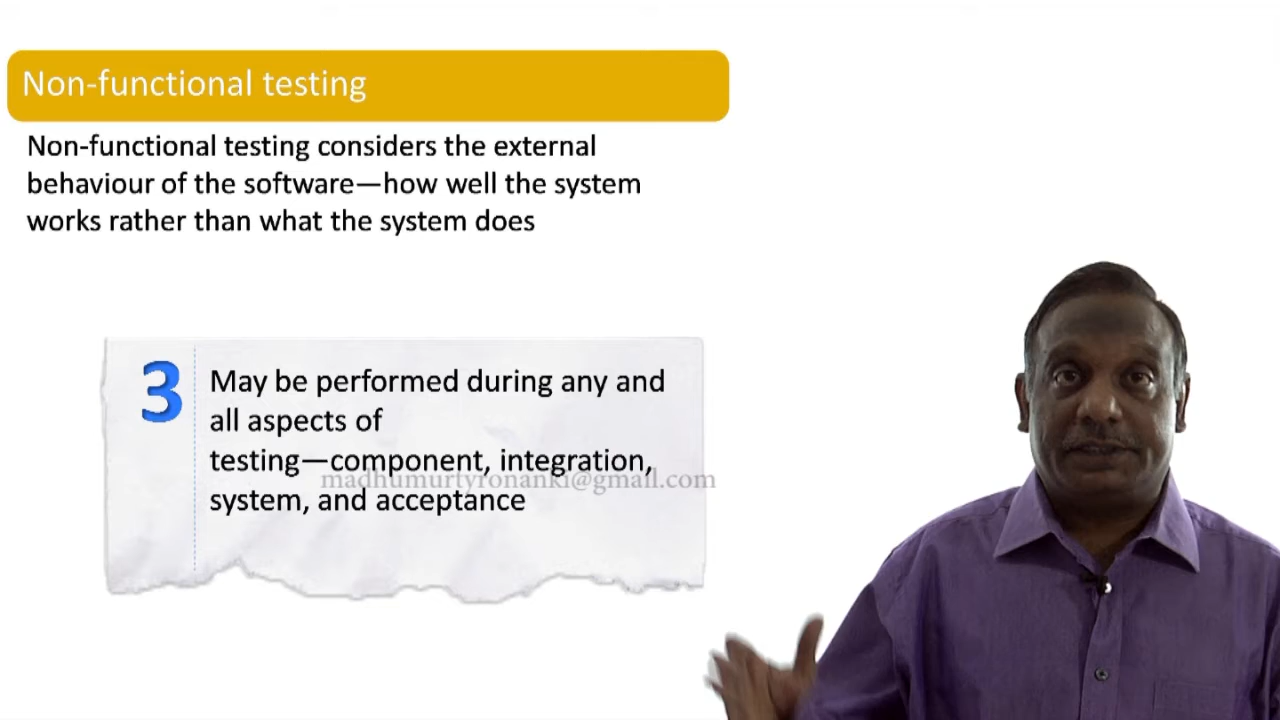 Non-functional testing
Non-functional testing considers the external
behaviour of the software—how well the system
works rather than what the system does
3
May be performed during any and
all aspects of
testing—component, integration,
madhumurtyronanki@gmail.com
system, and acceptance